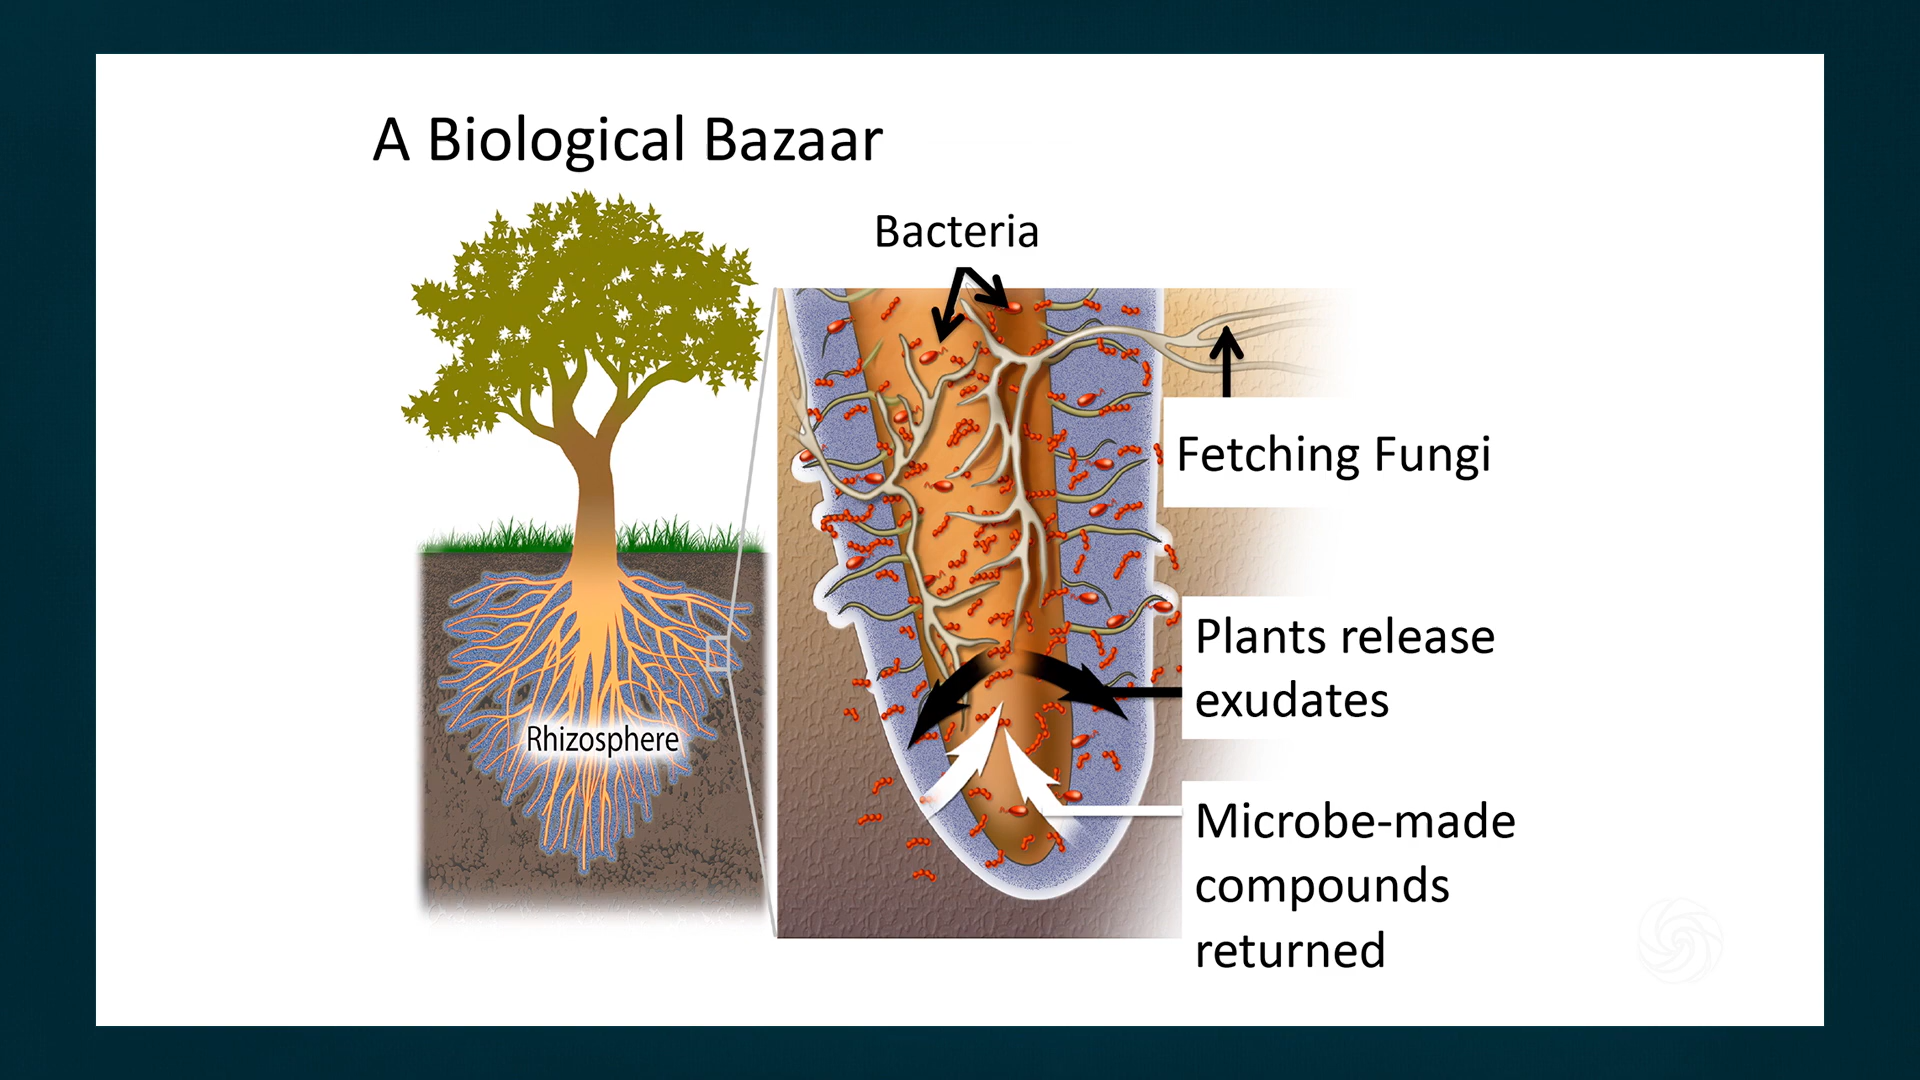 A Biological Bazaar
Bacteria
Fetching Fungi
Plants release
exudates
Rhizosphere
Microbe-made
compounds
returned